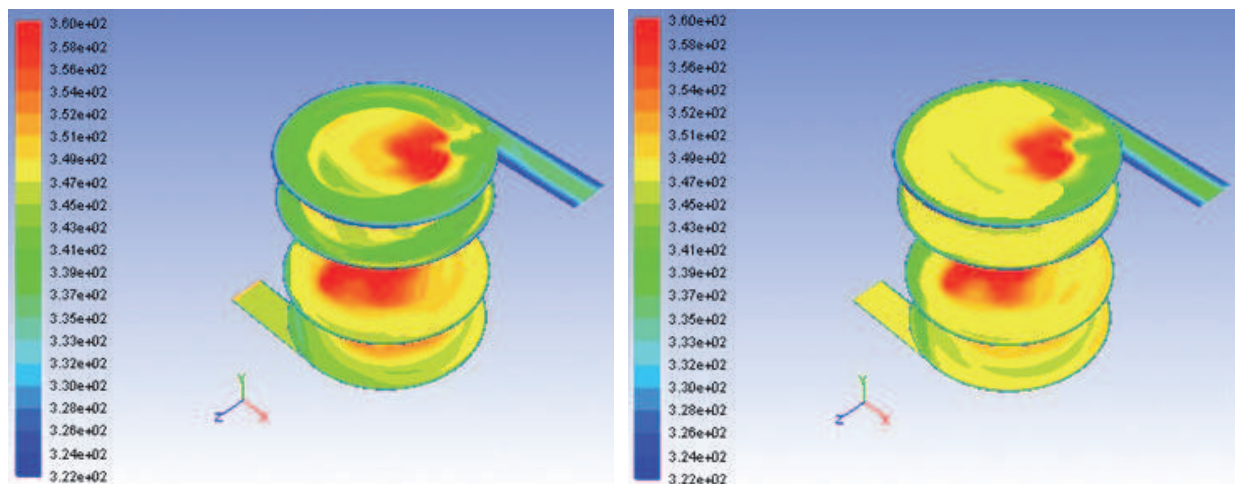 3.60e+02
3.58e+02
3.56e+02
3.54e+02
3.52e+02
3.51e+02
3.49e+02
3.47e+02
3.45e+02
3.43e+02
3.41e+02
3.39e+02
3.37e+02
3.35e+02
3.33e+02
3.32e+02
3.30e+02
3.28e+02
3.26e+02
3.24e+02
3.22e+02
Y
Z
X
3.60e+02
3.58e+02
3.56e+02
3.54e+02
3.52e+02
3.51e+02
3.49e+02
3.47e+02
3.45e+02
3.43e+02
3.41e+02
3.39e+02
3.37e+02
3.35e+02
3.33e+02
3.32e+02
3.30e+02
3.28e+02
3.26e+02
3.24e+02
3.22e+02
Y
Z
X